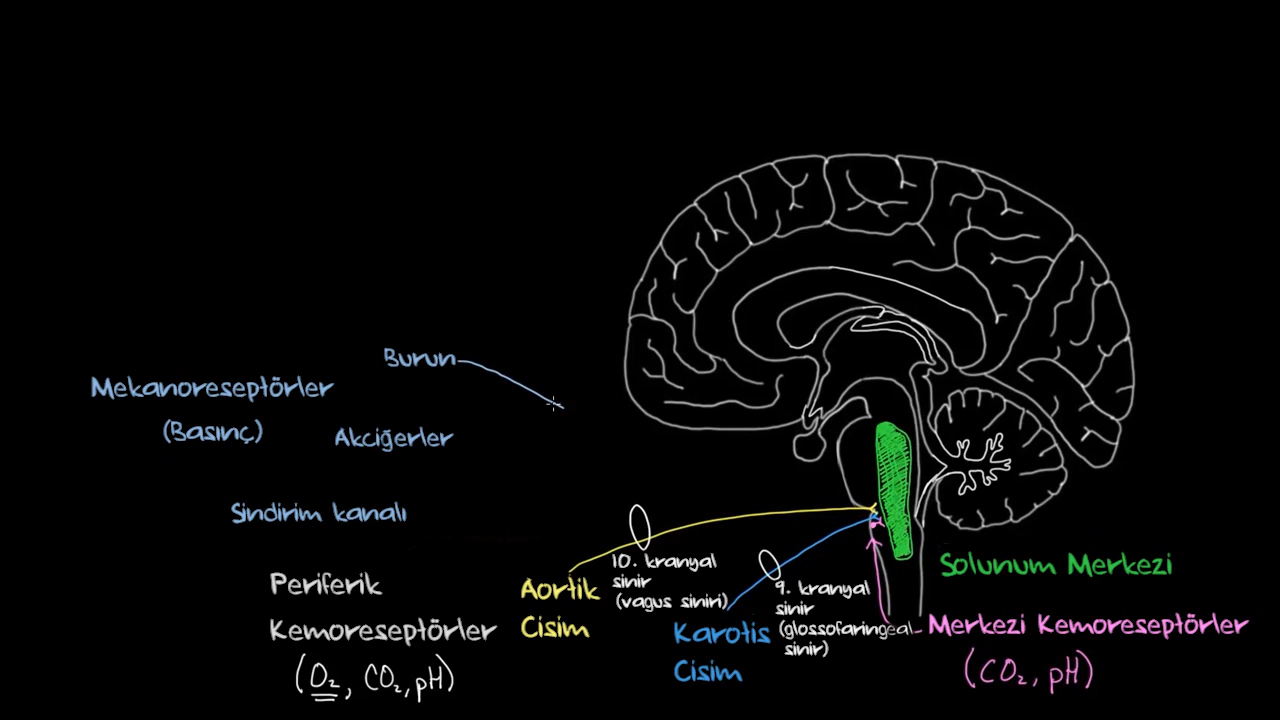 Burun
Mekanoreseptörler
(Basınç)
Akciğerler
Sindirim kanalı
Periferik
Kemoreseptörler
(O₂, CO₂, pH)
Aortik
Cisim
10. kranyal
sinir
(vagus siniri)
Karotis
Cisim
9. kranyal
sinir
(glossofaringeal
sinir)
Solunum Merkezi
Merkezi Kemoreseptörler
(CO₂, pH)